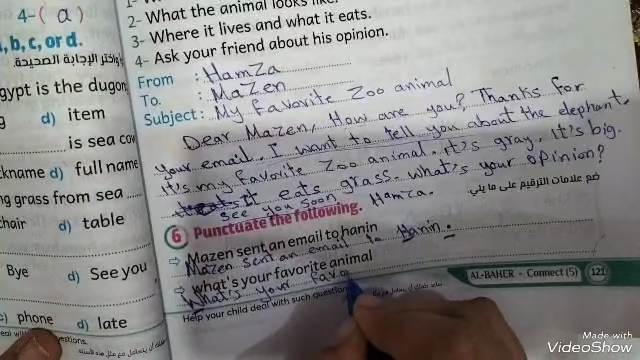 4-( a )
, b, c, or d.
واختر الإجابة الصحيحة
gypt is the dugon
g d) item
is sea cow
ckname d) full name
ng grass from sea
chair d) table
Bye d) See you
c) phone d) late
2- What the animal looks like
3- Where it lives and what it eats.
4- Ask your friend about his opinion.
From : HamZa
To. : MaZen
Subject: My favorite Zoo animal
Dear MaZen, How are you? Thanks for
your email. I want to tell you about the elephant.
It's my favorite Zoo animal. It's gray, It's big.
It eats grass. what's your opinion?
see you soon
HamZa.
ضع علامات الترقيم على ما يلي
6 Punctuate the following.
Mazen sent an email to hanin
Mazen sent an email to Hanin.
what's your favorite animal
What's your favo
AL-BAHER - Connect (5) 121
Help your child deal with such question
Made with
VideoShow